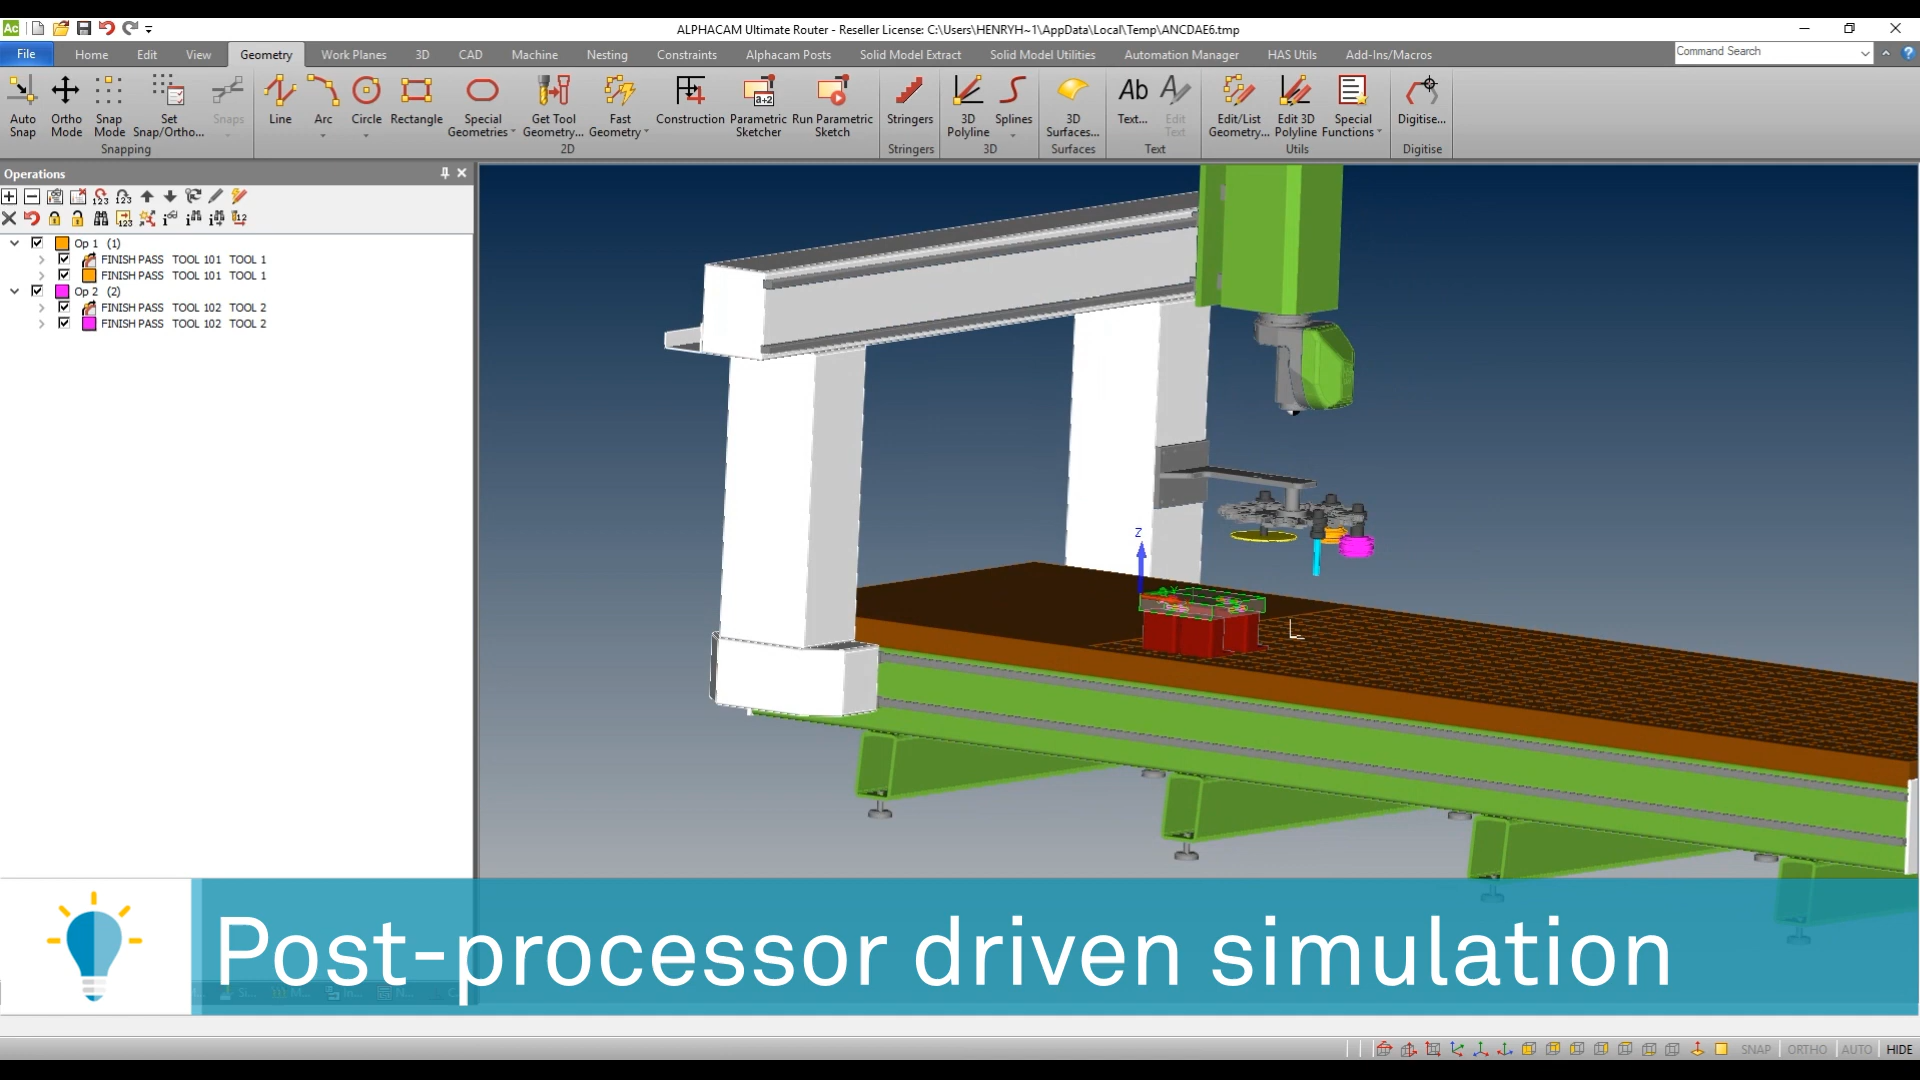 Ac
ALPHACAM Ultimate Router - Reseller License: C:\Users\HENRYH~1\AppData\Local\Temp\ANCDAE6.tmp
File Home Edit View Geometry Work Planes 3D CAD Machine Nesting Constraints Alphacam Posts Solid Model Extract Solid Model Utilities Automation Manager HAS Utils Add-Ins/Macros Command Search
Auto Snap
Ortho Mode
Snap Mode
Set Snap/Ortho...
Snaps
Line
Arc
Circle
Rectangle
Special Geometries
Get Tool Geometry...
Fast Geometry
Construction
Parametric Sketcher
Run Parametric Sketch
Stringers
3D Polyline
Splines
3D Surfaces...
Text...
Edit Text
Edit/List Geometry...
Edit 3D Polyline
Special Functions
Digitise...
Snapping 2D Stringers 3D Surfaces Text Utils Digitise
Operations
Op 1 (1)
FINISH PASS TOOL 101 TOOL 1
FINISH PASS TOOL 101 TOOL 1
Op 2 (2)
FINISH PASS TOOL 102 TOOL 2
FINISH PASS TOOL 102 TOOL 2
Z
Post-processor driven simulation
SNAP ORTHO AUTO HIDE